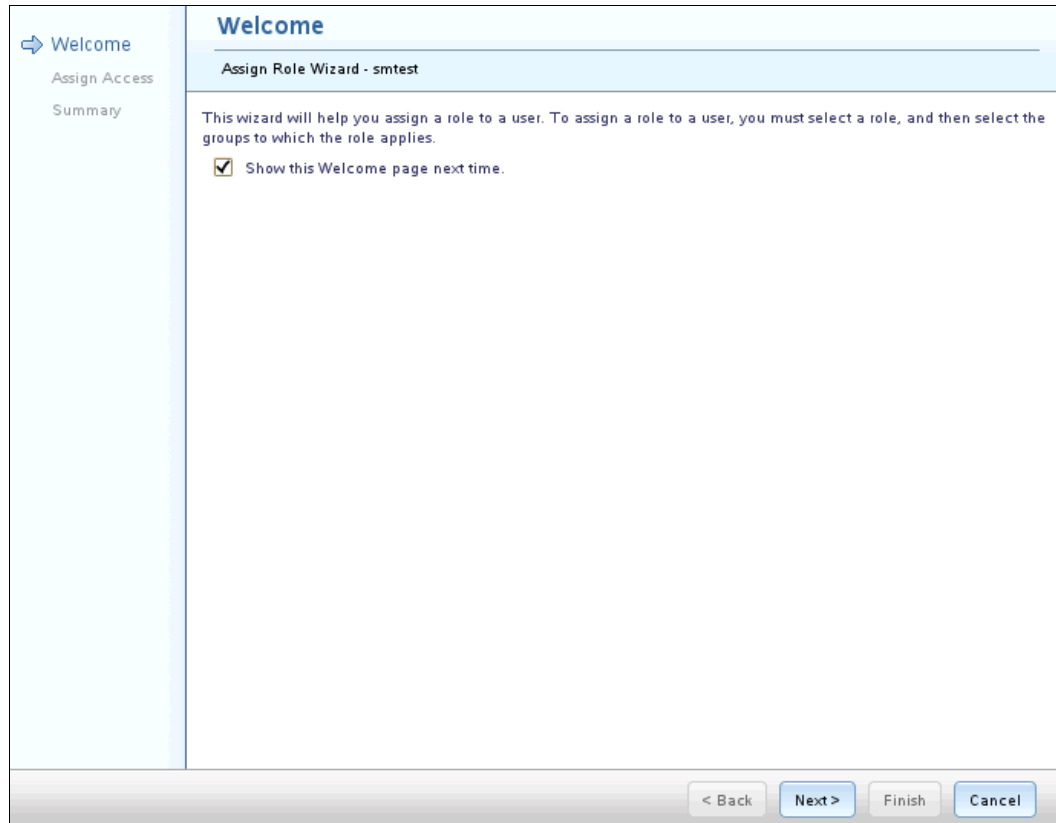 Welcome
Assign Access
Summary
Welcome
Assign Role Wizard - smtest
This wizard will help you assign a role to a user. To assign a role to a user, you must select a role, and then select the
groups to which the role applies.
Show this Welcome page next time.
< Back
Next >
Finish
Cancel